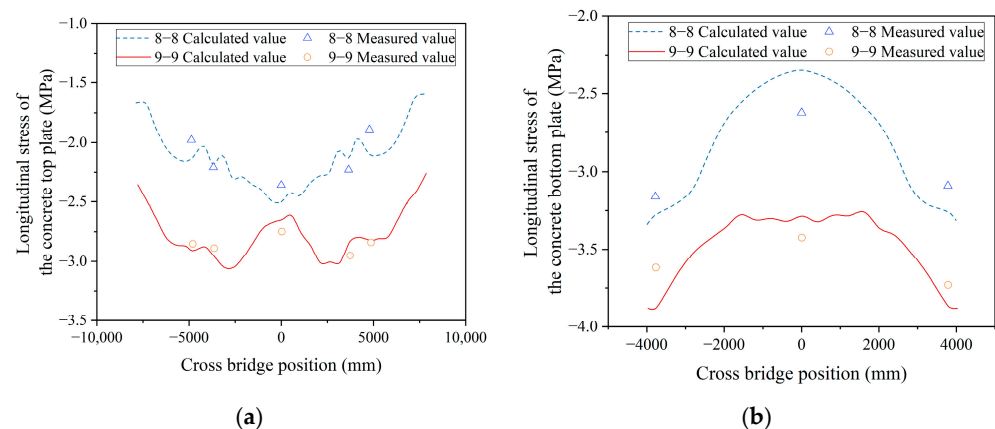 −1.0
−1.5
−2.0
−2.5
−3.0
−3.5
−10,000 −5000 0 5000 10,000
Longitudinal stress of
the concrete top plate (MPa)
Cross bridge position (mm)
8−8 Calculated value 8−8 Measured value
9−9 Calculated value 9−9 Measured value
(a)
−2.0
−2.5
−3.0
−3.5
−4.0
−4000 −2000 0 2000 4000
Longitudinal stress of
the concrete bottom plate (MPa)
Cross bridge position (mm)
8−8 Calculated value 8−8 Measured value
9−9 Calculated value 9−9 Measured value
(b)